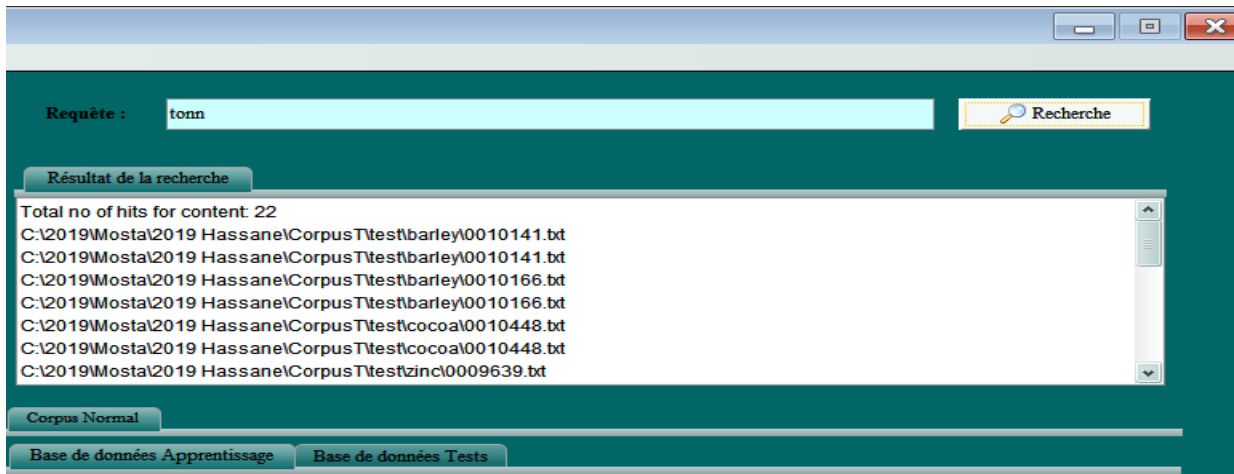 Requête : tonn Recherche
Résultat de la recherche
Total no of hits for content: 22
C:\2019\Mosta\2019 Hassane\CorpusT\test\barley\0010141.txt
C:\2019\Mosta\2019 Hassane\CorpusT\test\barley\0010141.txt
C:\2019\Mosta\2019 Hassane\CorpusT\test\barley\0010166.txt
C:\2019\Mosta\2019 Hassane\CorpusT\test\barley\0010166.txt
C:\2019\Mosta\2019 Hassane\CorpusT\test\cocoa\0010448.txt
C:\2019\Mosta\2019 Hassane\CorpusT\test\cocoa\0010448.txt
C:\2019\Mosta\2019 Hassane\CorpusT\test\zinc\0009639.txt
Corpus Normal
Base de données Apprentissage Base de données Tests